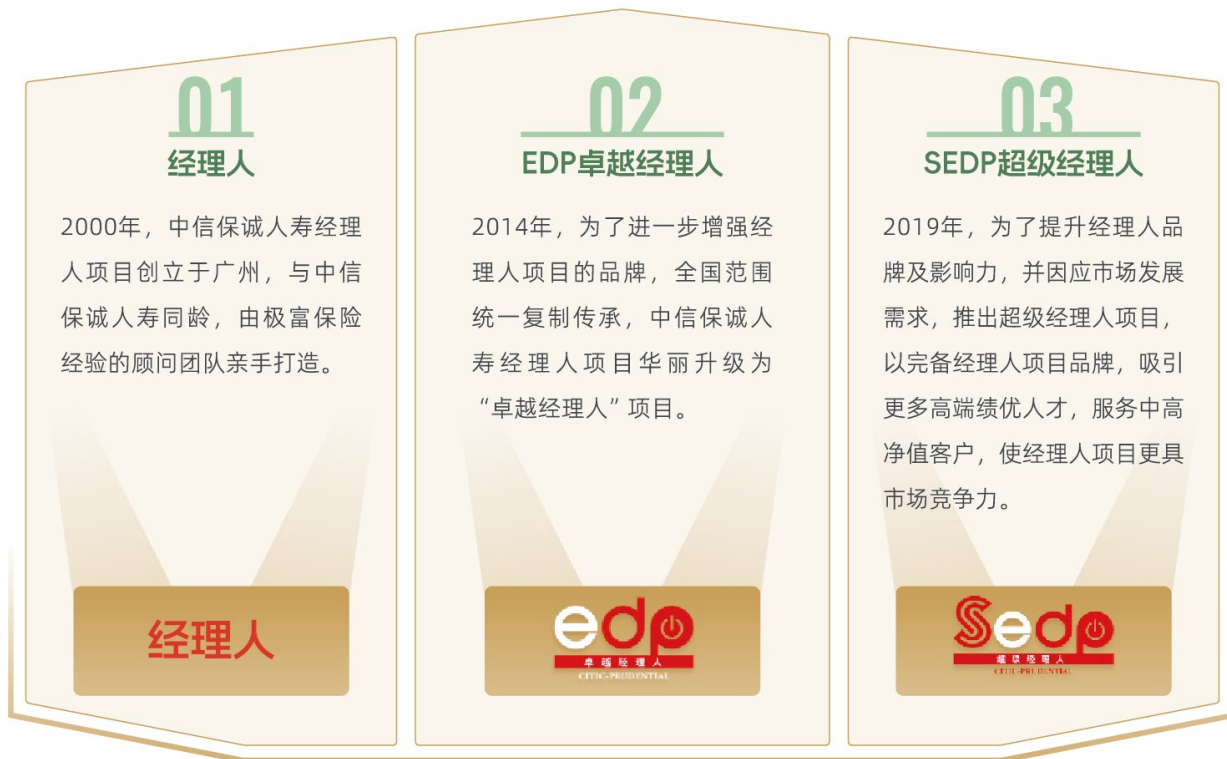 01
经理人
2000年，中信保诚人寿经理
人项目创立于广州，与中信
保诚人寿同龄，由极富保险
经验的顾问团队亲手打造。
经理人
02
EDP卓越经理人
2014年，为了进一步增强经
理人项目的品牌，全国范围
统一复制传承，中信保诚人
寿经理人项目华丽升级为
“卓越经理人”项目。
edp
卓越经理人
CITIC-PRUDENTIAL
03
SEDP超级经理人
2019年，为了提升经理人品
牌及影响力，并因应市场发展
需求，推出超级经理人项目，
以完备经理人项目品牌，吸引
更多高端绩优人才，服务中高
净值客户，使经理人项目更具
市场竞争力。
Sedp
超级经理人
CITIC-PRUDENTIAL